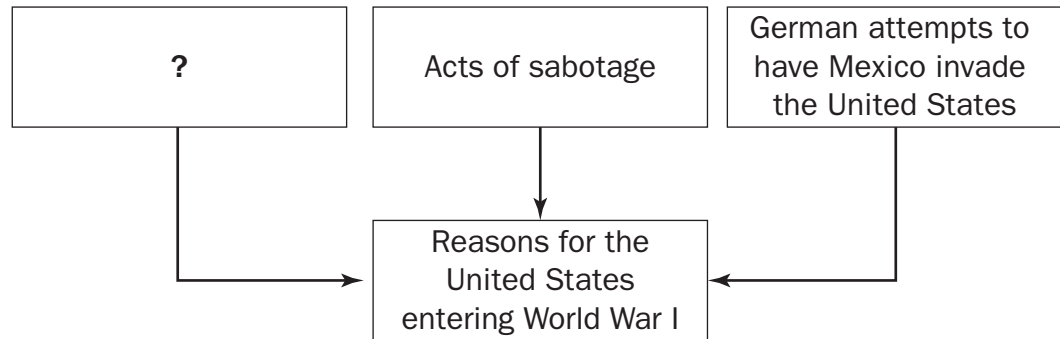 ?
Acts of sabotage
German attempts to
have Mexico invade
the United States
Reasons for the
United States
entering World War I